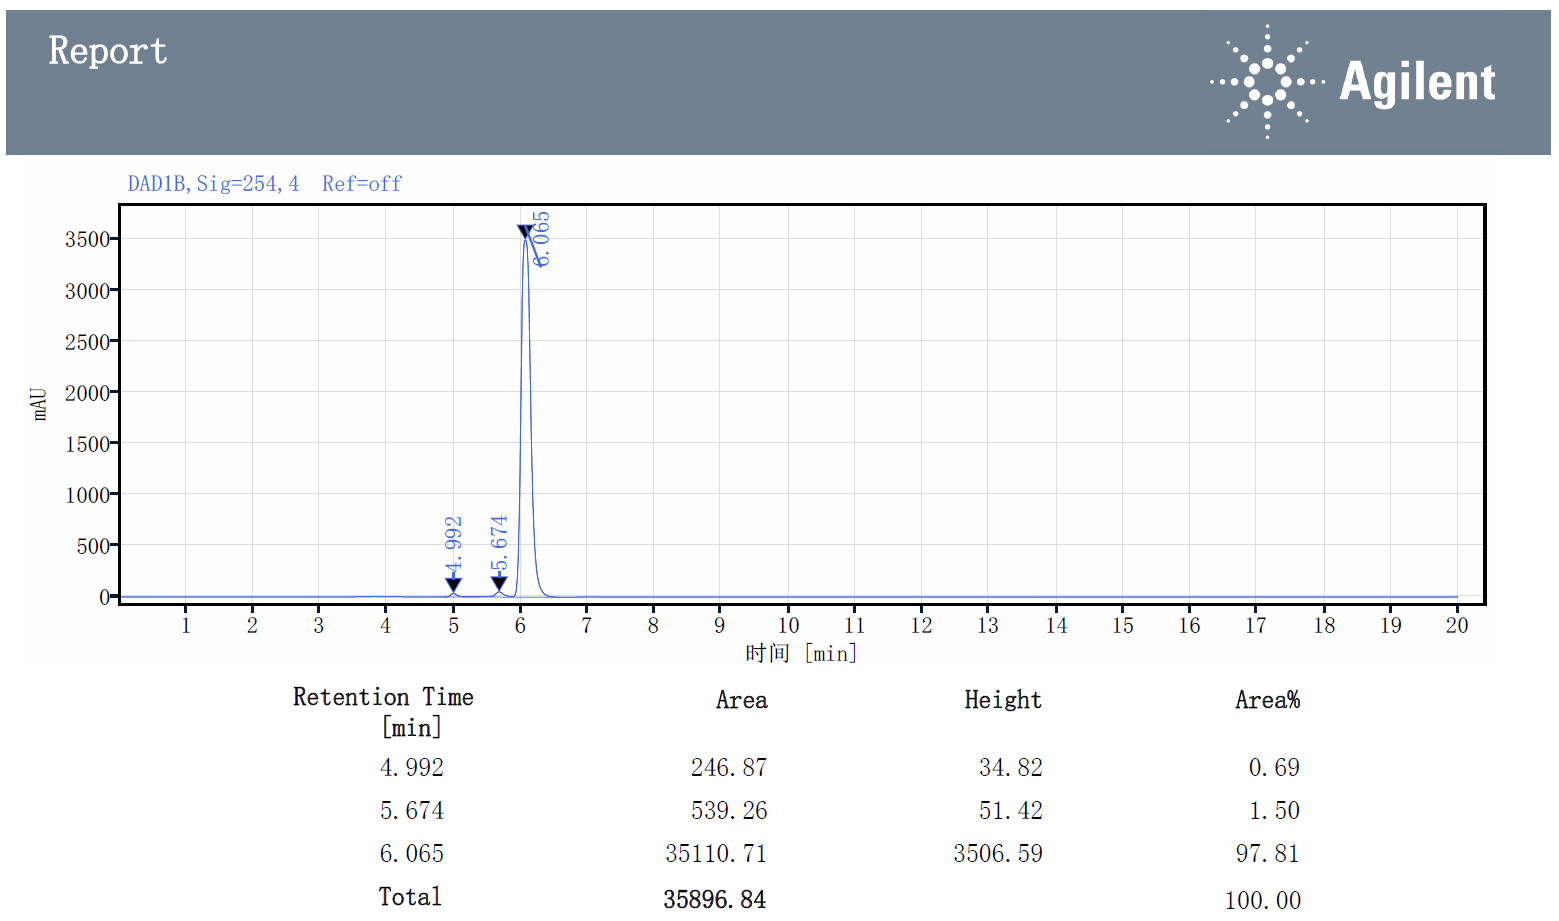 Report
Agilent
DAD1B,Sig=254,4 Ref=off
3500
3000
2500
2000
1500
1000
500
0
mAU
4.992
5.674
6.065
1 2 3 4 5 6 7 8 9 10 11 12 13 14 15 16 17 18 19 20
时间 [min]
Retention Time [min] Area Height Area%
4.992 246.87 34.82 0.69
5.674 539.26 51.42 1.50
6.065 35110.71 3506.59 97.81
Total 35896.84 100.00